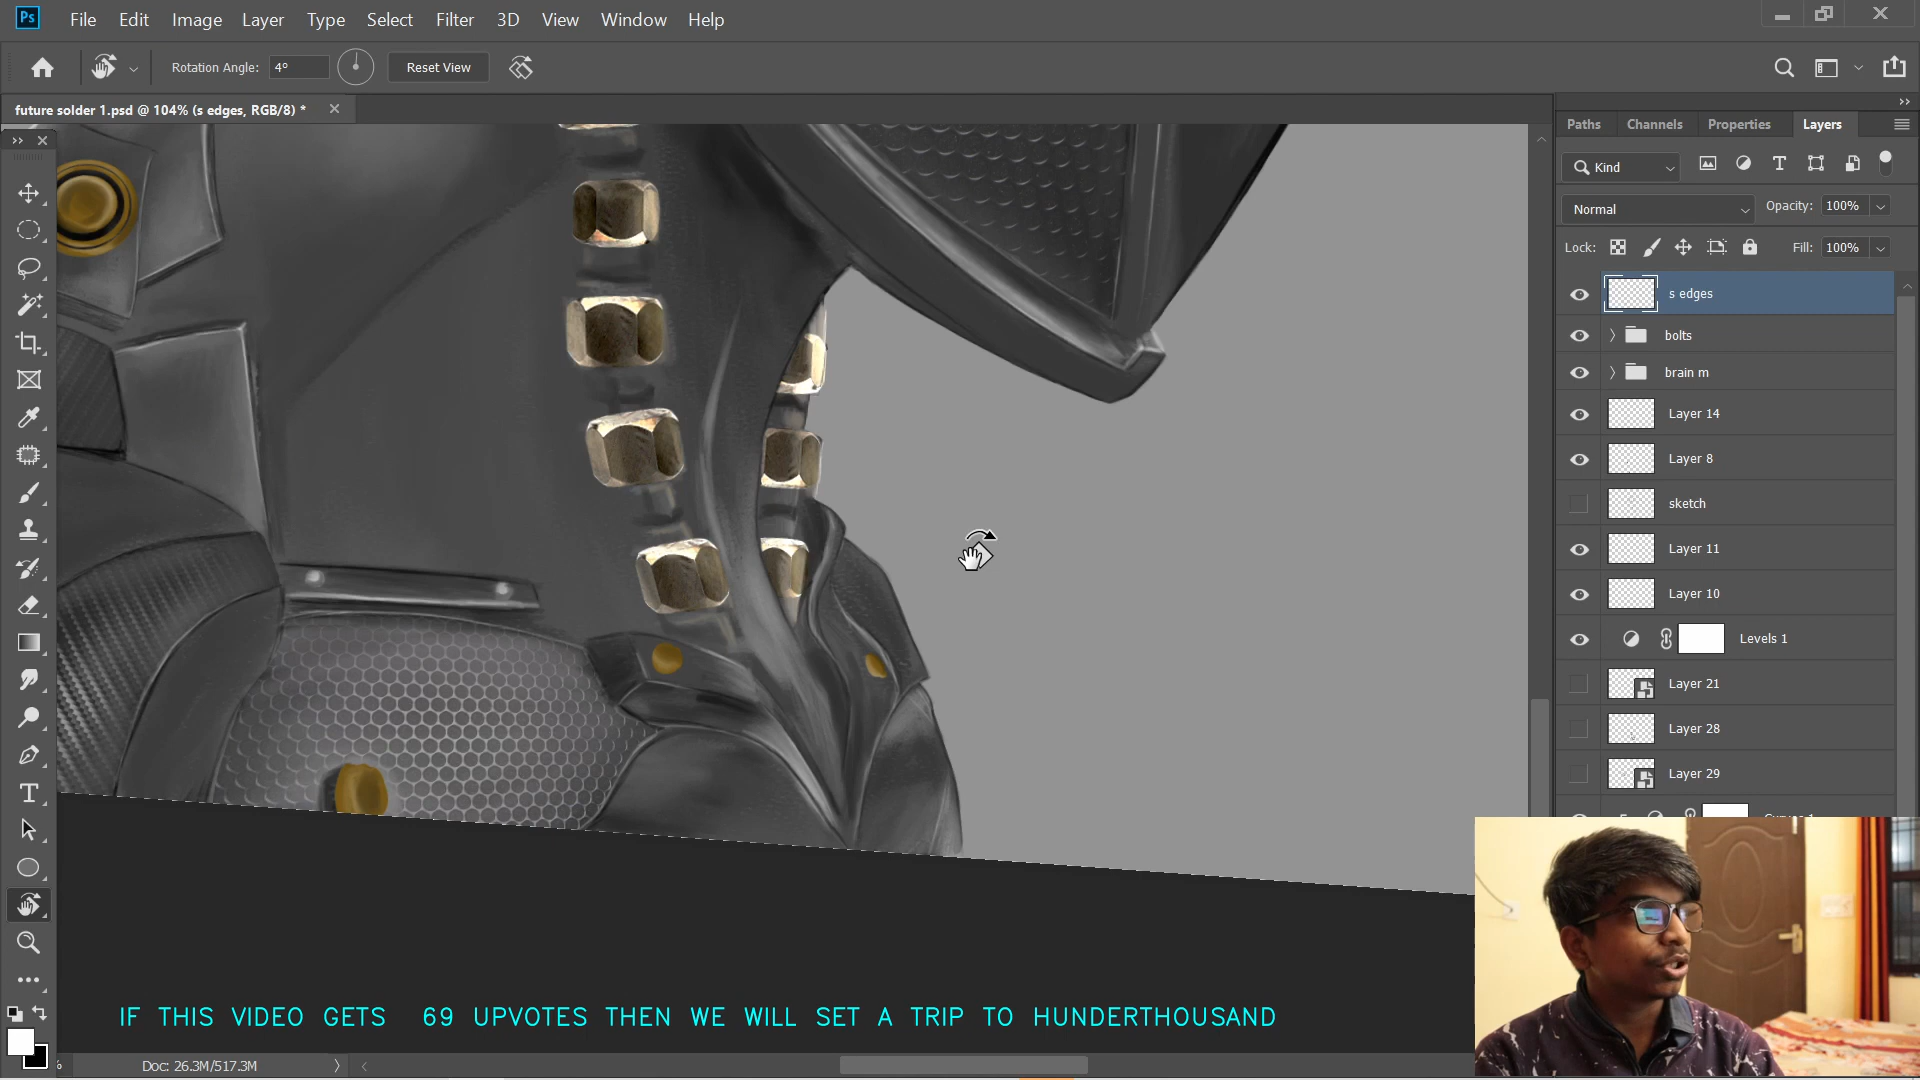 Ps File Edit Image Layer Type Select Filter 3D View Window Help
Rotation Angle: 4° Reset View
future solder 1.psd @ 104% (s edges, RGB/8) *
Paths Channels Properties Layers
Kind
Normal Opacity: 100%
Lock: Fill: 100%
s edges
bolts
brain m
Layer 14
Layer 8
sketch
Layer 11
Layer 10
Levels 1
Layer 21
Layer 28
Layer 29
IF THIS VIDEO GETS 69 UPVOTES THEN WE WILL SET A TRIP TO HUNDERTHOUSAND
% Doc: 26.3M/517.3M